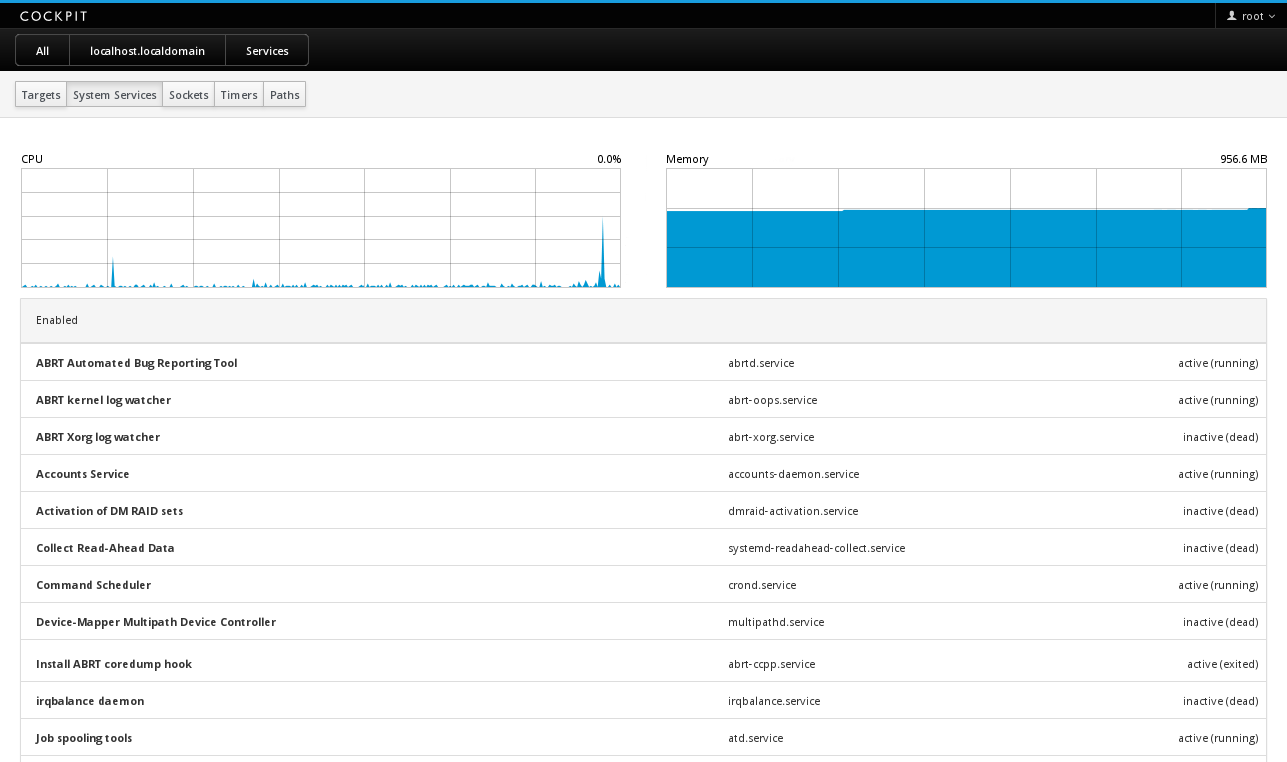 COCKPIT root
All localhost.localdomain Services
Targets System Services Sockets Timers Paths
CPU 0.0% Memory 956.6 MB
Enabled
ABRT Automated Bug Reporting Tool abrtd.service active (running)
ABRT kernel log watcher abrt-oops.service active (running)
ABRT Xorg log watcher abrt-xorg.service inactive (dead)
Accounts Service accounts-daemon.service active (running)
Activation of DM RAID sets dmraid-activation.service inactive (dead)
Collect Read-Ahead Data systemd-readahead-collect.service inactive (dead)
Command Scheduler crond.service active (running)
Device-Mapper Multipath Device Controller multipathd.service inactive (dead)
Install ABRT coredump hook abrt-ccpp.service active (exited)
irqbalance daemon irqbalance.service inactive (dead)
Job spooling tools atd.service active (running)